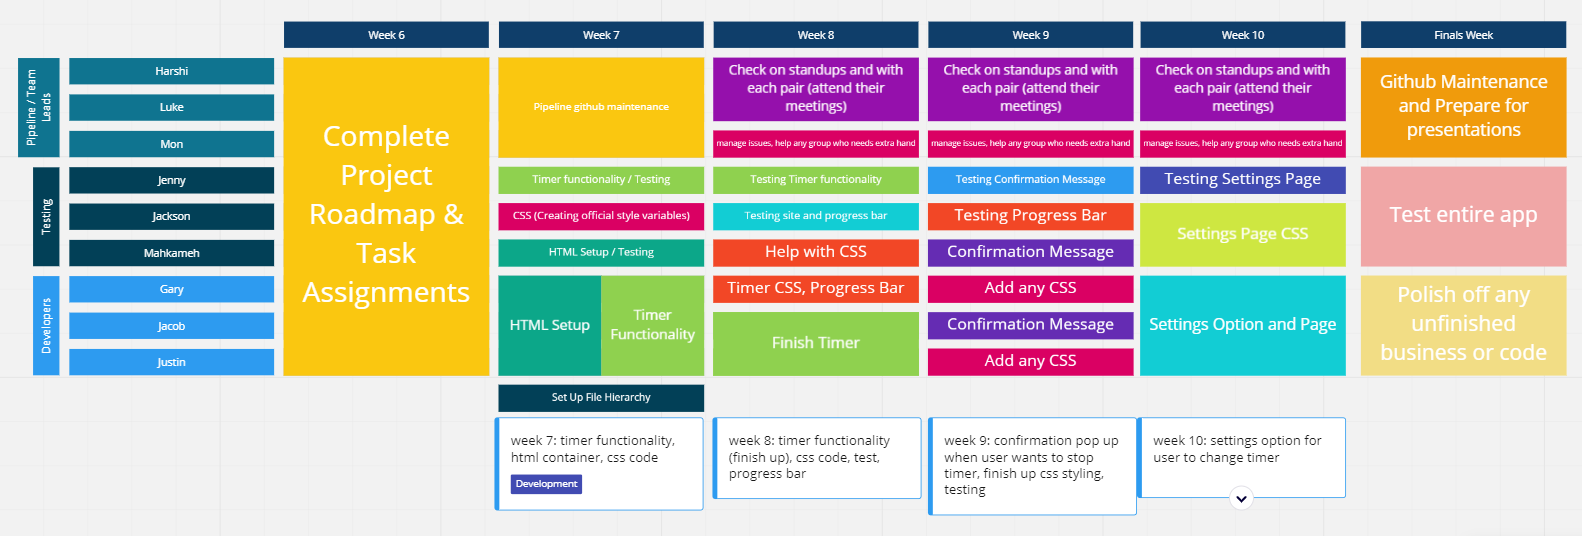 Week 6
Week 7
Week 8
Week 9
Week 10
Finals Week
Pipeline / Team
Leads
Harshi
Luke
Mon
Testing
Jenny
Jackson
Mahkameh
Developers
Gary
Jacob
Justin
Complete
Project
Roadmap &
Task
Assignments
Pipeline github maintenance
Timer functionality / Testing
CSS (Creating official style variables)
HTML Setup / Testing
HTML Setup
Timer
Functionality
Set Up File Hierarchy
week 7: timer functionality,
html container, css code
Development
Check on standups and with
each pair (attend their
meetings)
manage issues, help any group who needs extra hand
Testing Timer functionality
Testing site and progress bar
Help with CSS
Timer CSS, Progress Bar
Finish Timer
week 8: timer functionality
(finish up), css code, test,
progress bar
Check on standups and with
each pair (attend their
meetings)
manage issues, help any group who needs extra hand
Testing Confirmation Message
Testing Progress Bar
Confirmation Message
Add any CSS
Confirmation Message
Add any CSS
week 9: confirmation pop up
when user wants to stop
timer, finish up css styling,
testing
Check on standups and with
each pair (attend their
meetings)
manage issues, help any group who needs extra hand
Testing Settings Page
Settings Page CSS
Settings Option and Page
week 10: settings option for
user to change timer
Github Maintenance
and Prepare for
presentations
Test entire app
Polish off any
unfinished
business or code